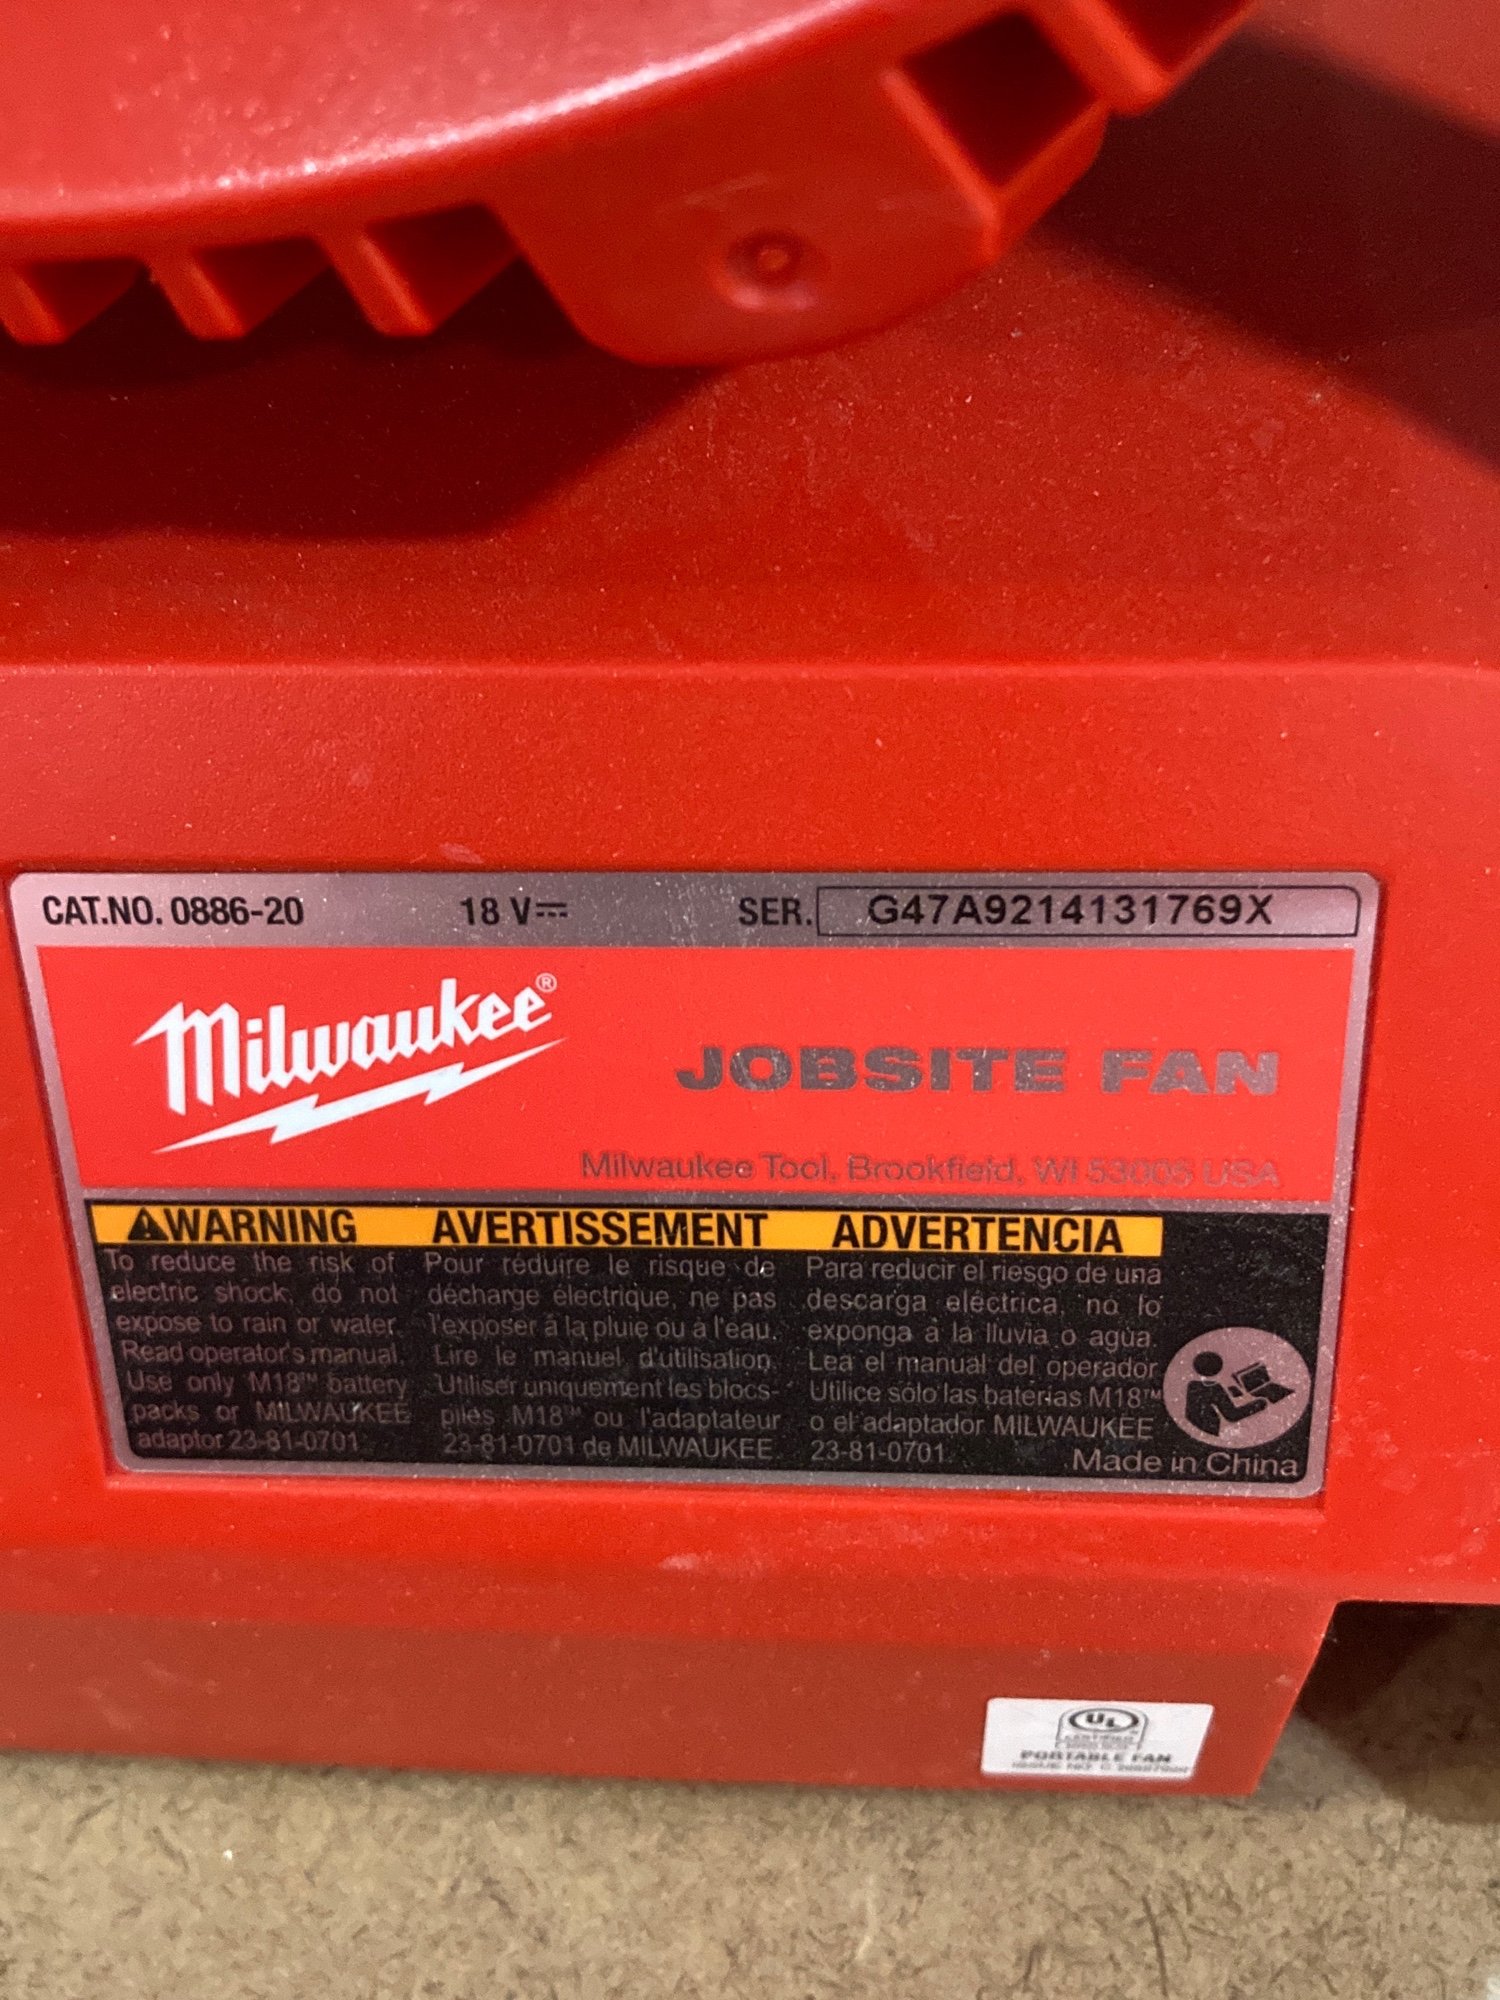 CAT.NO. 0886-20 18 V⎓ SER. G47A9214131769X
Milwaukee®
JOBSITE FAN
Milwaukee Tool, Brookfield, WI 53005 USA
⚠WARNING
To reduce the risk of
electric shock, do not
expose to rain or water.
Read operator's manual.
Use only M18™ battery
packs or MILWAUKEE
adaptor 23-81-0701.
AVERTISSEMENT
Pour réduire le risque de
décharge électrique, ne pas
l'exposer à la pluie ou à l'eau.
Lire le manuel d'utilisation.
Utiliser uniquement les blocs-
piles M18™ ou l'adaptateur
23-81-0701 de MILWAUKEE.
ADVERTENCIA
Para reducir el riesgo de una
descarga eléctrica, no lo
exponga a la lluvia o agua.
Lea el manual del operador
Utilice sólo las baterías M18™
o el adaptador MILWAUKEE
23-81-0701.
Made in China
UL
CERTIFIED
PORTABLE FAN